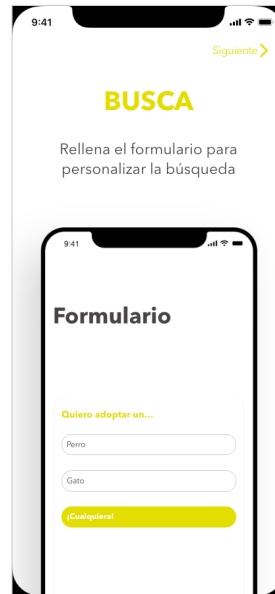 9:41
Siguiente
BUSCA
Rellena el formulario para
personalizar la búsqueda
9:41
Formulario
Quiero adoptar un...
Perro
Gato
¡Cualquiera!